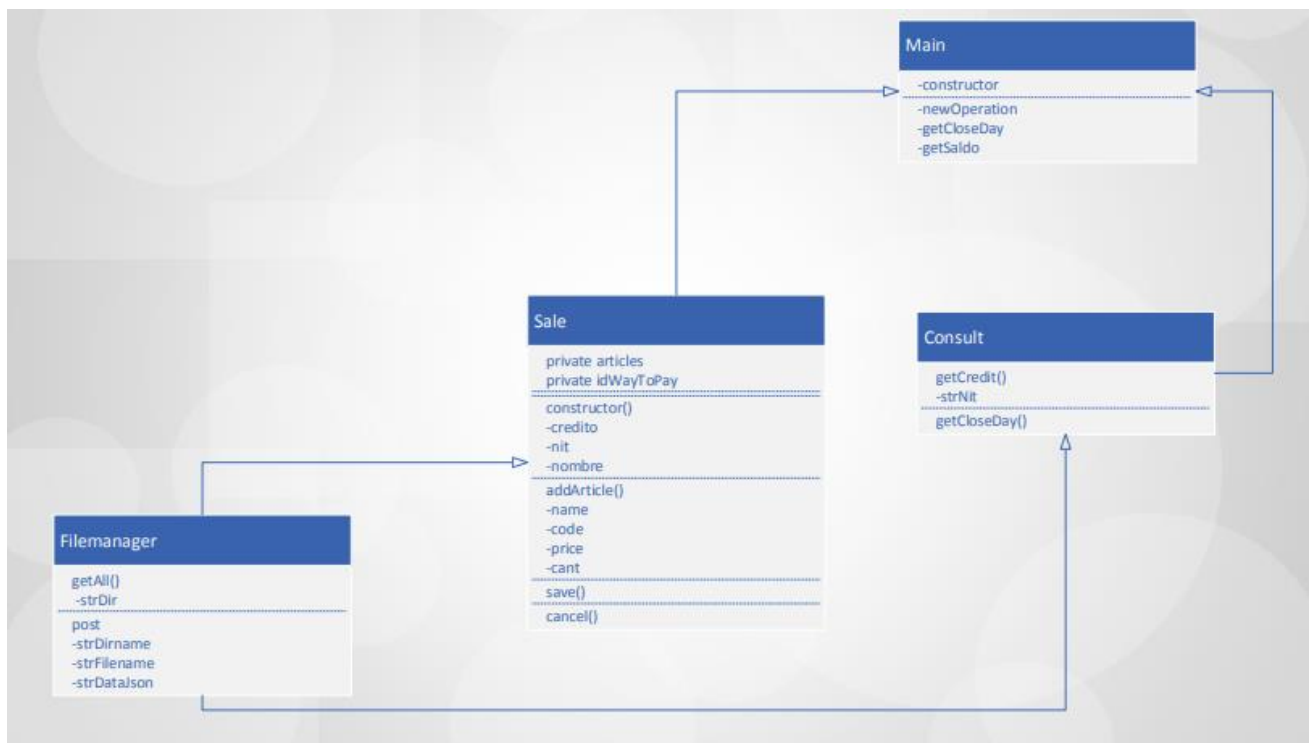 Main
-constructor
-newOperation
-getCloseDay
-getSaldo
Sale
private articles
private idWayToPay
constructor()
-credito
-nit
-nombre
addArticle()
-name
-code
-price
-cant
save()
cancel()
Consult
getCredit()
-strNit
getCloseDay()
Filemanager
getAll()
-strDir
post
-strDirname
-strFilename
-strDataJson